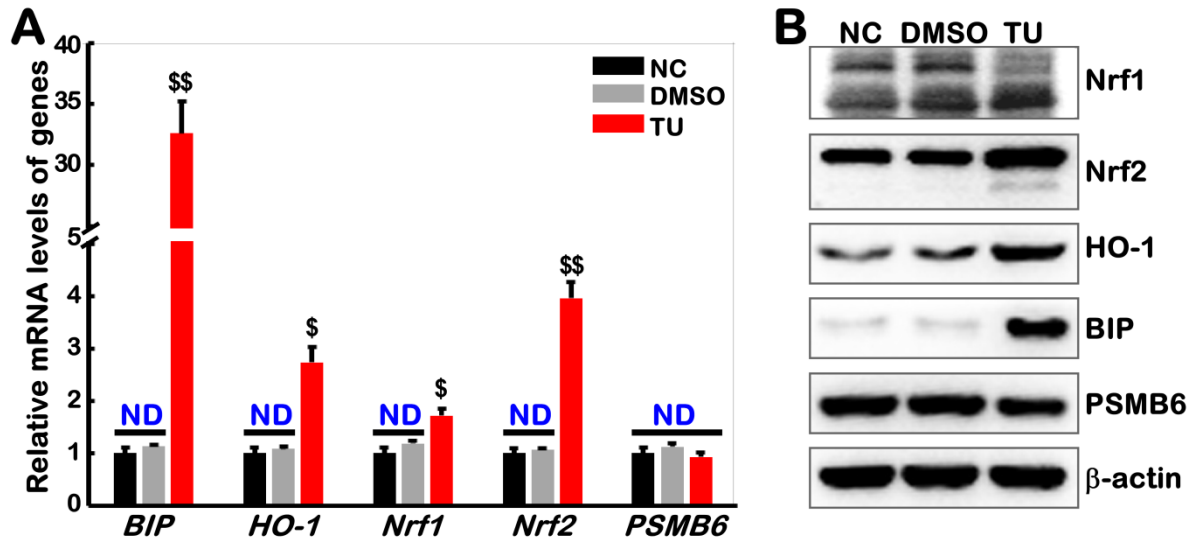 A
Relative mRNA levels of genes
40
35
30
5
4
3
2
1
0
NC
DMSO
TU
$$
$
$
$$
ND
ND
ND
ND
ND
BIP
HO-1
Nrf1
Nrf2
PSMB6
B
NC DMSO TU
Nrf1
Nrf2
HO-1
BIP
PSMB6
β-actin